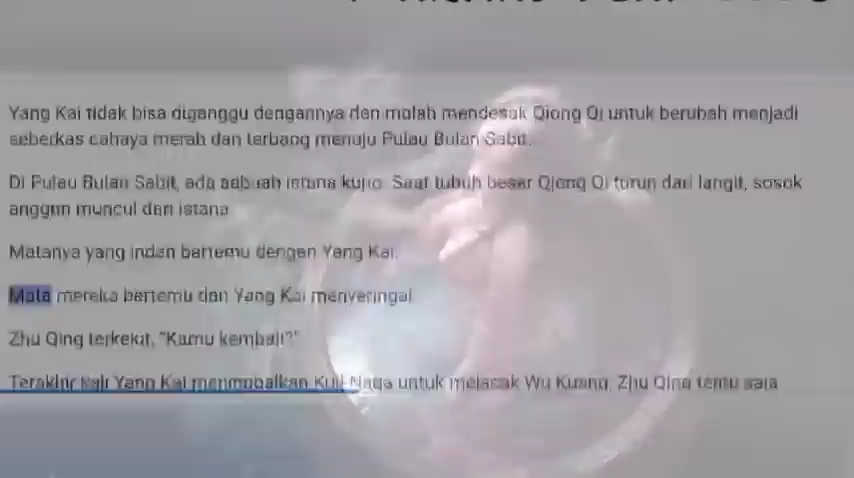 Yang Kai tidak bisa diganggu dengannya dan malah mendesak Qiong Qi untuk berubah menjadi
seberkas cahaya merah dan terbang menuju Pulau Bulan Sabit.
Di Pulau Bulan Sabit, ada sebuah istana kuno. Saat tubuh besar Qiong Qi turun dari langit, sosok
anggun muncul dari istana
Matanya yang indah bertemu dengan Yang Kai.
Mata mereka bertemu dan Yang Kai menyeringai
Zhu Qing terkekik, "Kamu kembali?"
Terakhir kali Yang Kai Kuil Naga untuk melacak Wu Kuang, Zhu Qing tentu saja